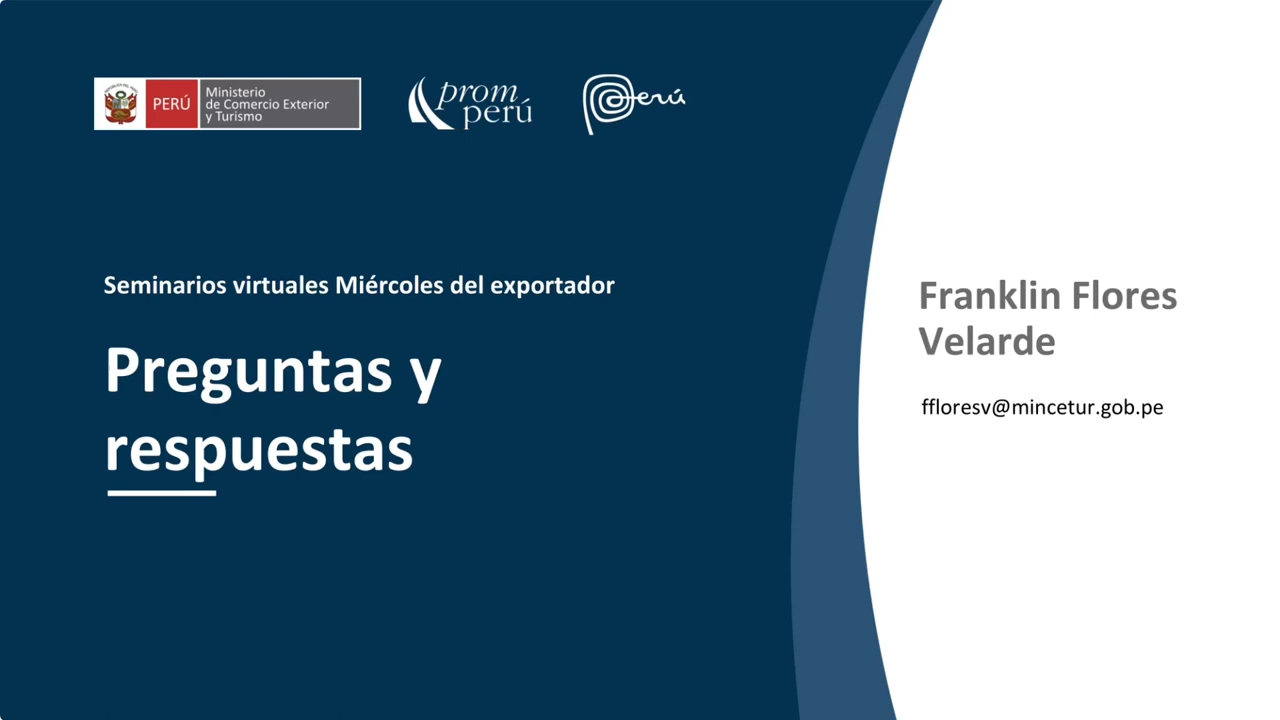 PERÚ
Ministerio
de Comercio Exterior
y Turismo
prom
perú
Perú
Seminarios virtuales Miércoles del exportador
Preguntas y
respuestas
Franklin Flores
Velarde
ffloresv@mincetur.gob.pe